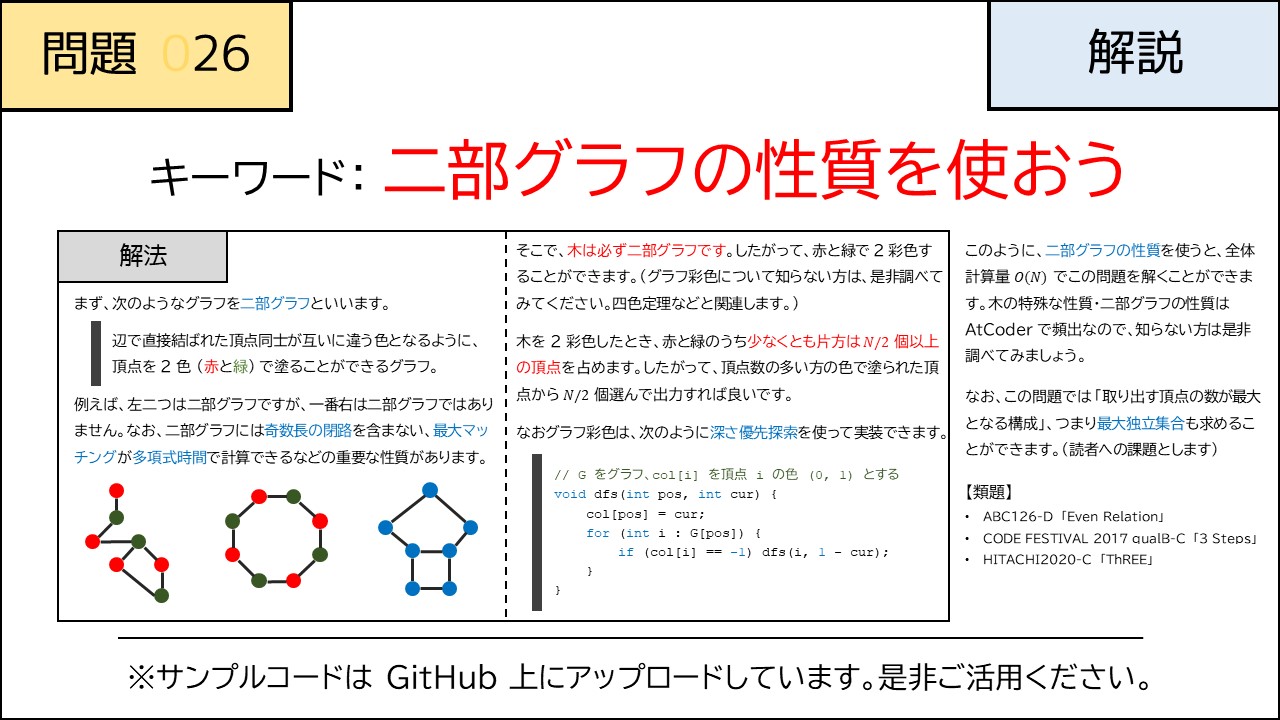 問題 026
解説
キーワード: 二部グラフの性質を使おう
解法
まず、次のようなグラフを二部グラフといいます。
辺で直接結ばれた頂点同士が互いに違う色となるように、
頂点を 2 色 (赤と緑) で塗ることができるグラフ。
例えば、左二つは二部グラフですが、一番右は二部グラフではあり
ません。なお、二部グラフには奇数長の閉路を含まない、最大マッ
チングが多項式時間で計算できるなどの重要な性質があります。
そこで、木は必ず二部グラフです。したがって、赤と緑で 2 彩色す
ることができます。(グラフ彩色について知らない方は、是非調べて
みてください。四色定理などと関連します。)
木を 2 彩色したとき、赤と緑のうち少なくとも片方は N/2 個以上
の頂点を占めます。したがって、頂点数の多い方の色で塗られた頂
点から N/2 個選んで出力すれば良いです。
なおグラフ彩色は、次のように深さ優先探索を使って実装できます。
// G をグラフ、col[i] を頂点 i の色 (0, 1) とする
void dfs(int pos, int cur) {
col[pos] = cur;
for (int i : G[pos]) {
if (col[i] == -1) dfs(i, 1 - cur);
}
}
このように、二部グラフの性質を使うと、全体
計算量 O(N) でこの問題を解くことができま
す。木の特殊な性質・二部グラフの性質は
AtCoder で頻出なので、知らない方は是非
調べてみましょう。
なお、この問題では「取り出す頂点の数が最大
となる構成」、つまり最大独立集合も求めるこ
とができます。(読者への課題とします)
【類題】
• ABC126-D 「Even Relation」
• CODE FESTIVAL 2017 qualB-C 「3 Steps」
• HITACHI2020-C 「ThREE」
※サンプルコードは GitHub 上にアップロードしています。是非ご活用ください。